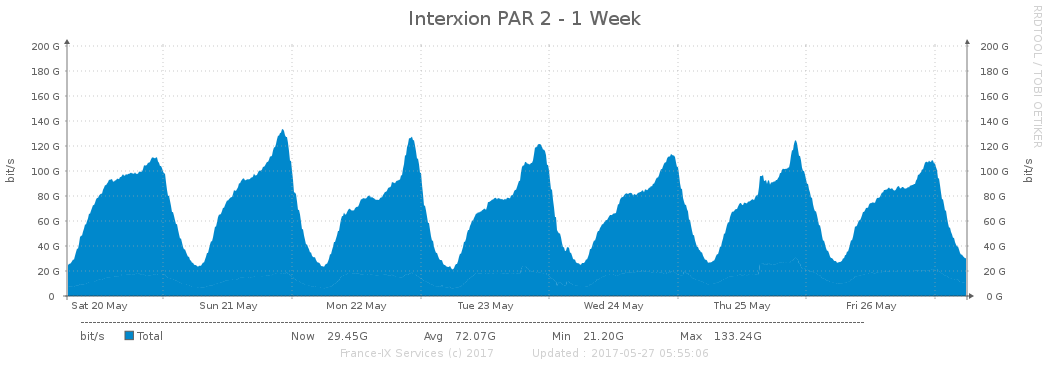 Interxion PAR 2 - 1 Week
RRDTOOL / TOBI OETIKER
bit/s
200 G
180 G
160 G
140 G
120 G
100 G
80 G
60 G
40 G
20 G
0
200 G
180 G
160 G
140 G
120 G
100 G
80 G
60 G
40 G
20 G
0 G
bit/s
Sat 20 May Sun 21 May Mon 22 May Tue 23 May Wed 24 May Thu 25 May Fri 26 May
bit/s Total Now 29.45G Avg 72.07G Min 21.20G Max 133.24G
France-IX Services (c) 2017 Updated : 2017-05-27 05:55:06